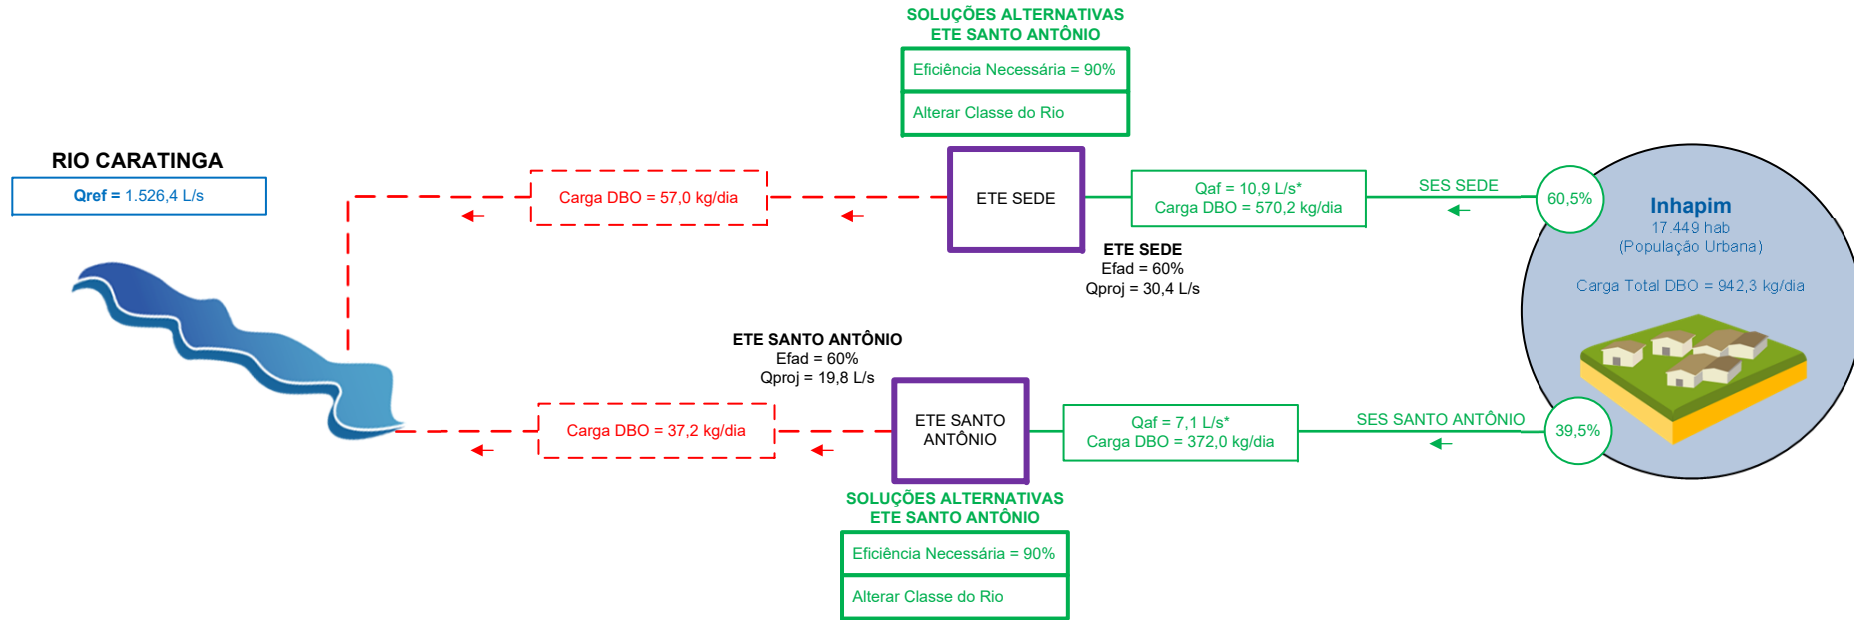 SOLUÇÕES ALTERNATIVAS
ETE SANTO ANTÔNIO
Eficiência Necessária = 90%
Alterar Classe do Rio
RIO CARATINGA
Qref = 1.526,4 L/s
Carga DBO = 57,0 kg/dia
ETE SEDE
Qaf = 10,9 L/s*
Carga DBO = 570,2 kg/dia
SES SEDE
60,5%
Inhapim
17.449 hab
(População Urbana)
Carga Total DBO = 942,3 kg/dia
ETE SEDE
Efad = 60%
Qproj = 30,4 L/s
ETE SANTO ANTÔNIO
Efad = 60%
Qproj = 19,8 L/s
Carga DBO = 37,2 kg/dia
ETE SANTO
ANTÔNIO
Qaf = 7,1 L/s*
Carga DBO = 372,0 kg/dia
SES SANTO ANTÔNIO
39,5%
SOLUÇÕES ALTERNATIVAS
ETE SANTO ANTÔNIO
Eficiência Necessária = 90%
Alterar Classe do Rio